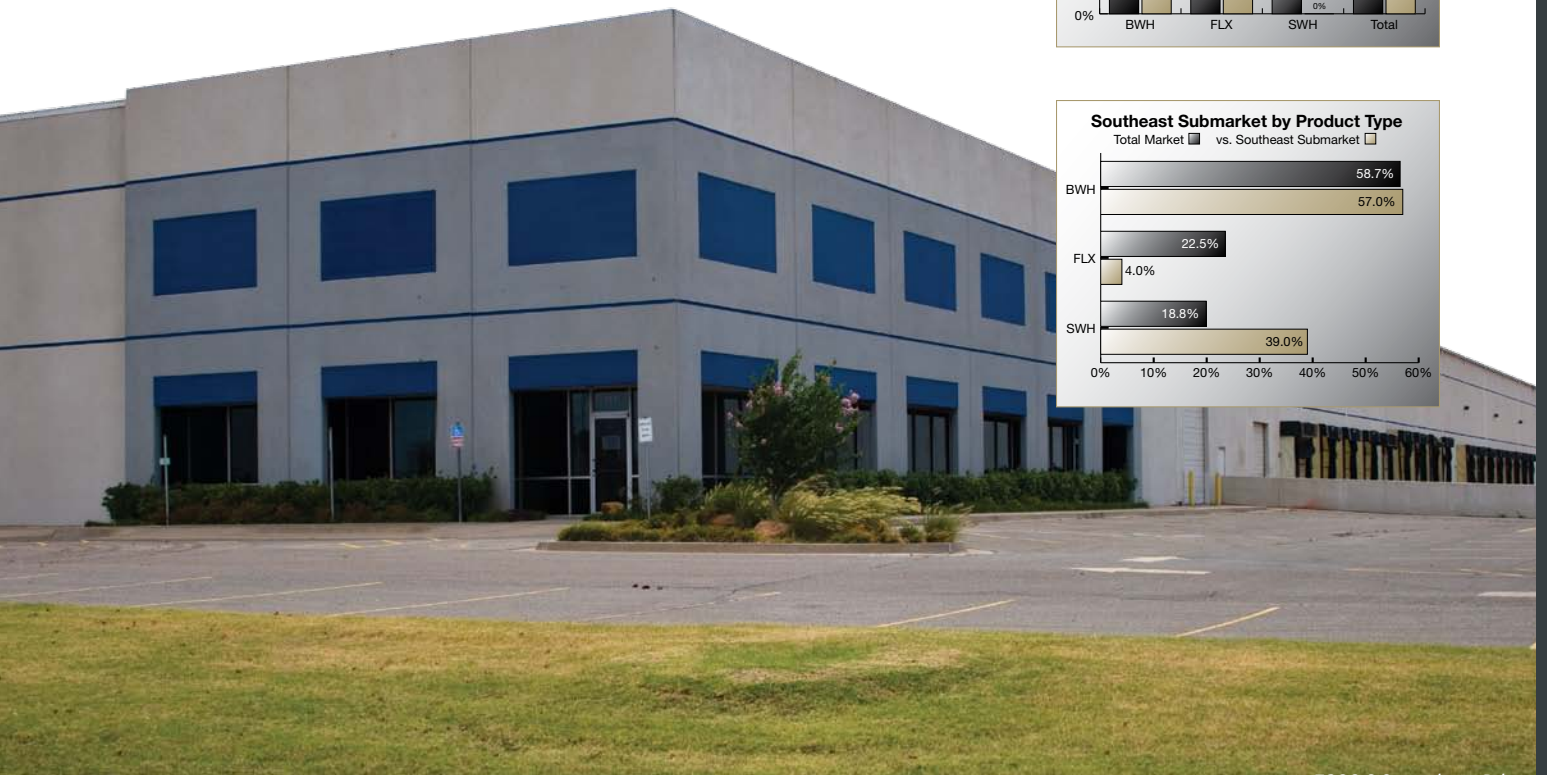 0%
0%
BWH FLX SWH Total
Southeast Submarket by Product Type
Total Market vs. Southeast Submarket
BWH 58.7%
57.0%
FLX 22.5%
4.0%
SWH 18.8%
39.0%
0% 10% 20% 30% 40% 50% 60%